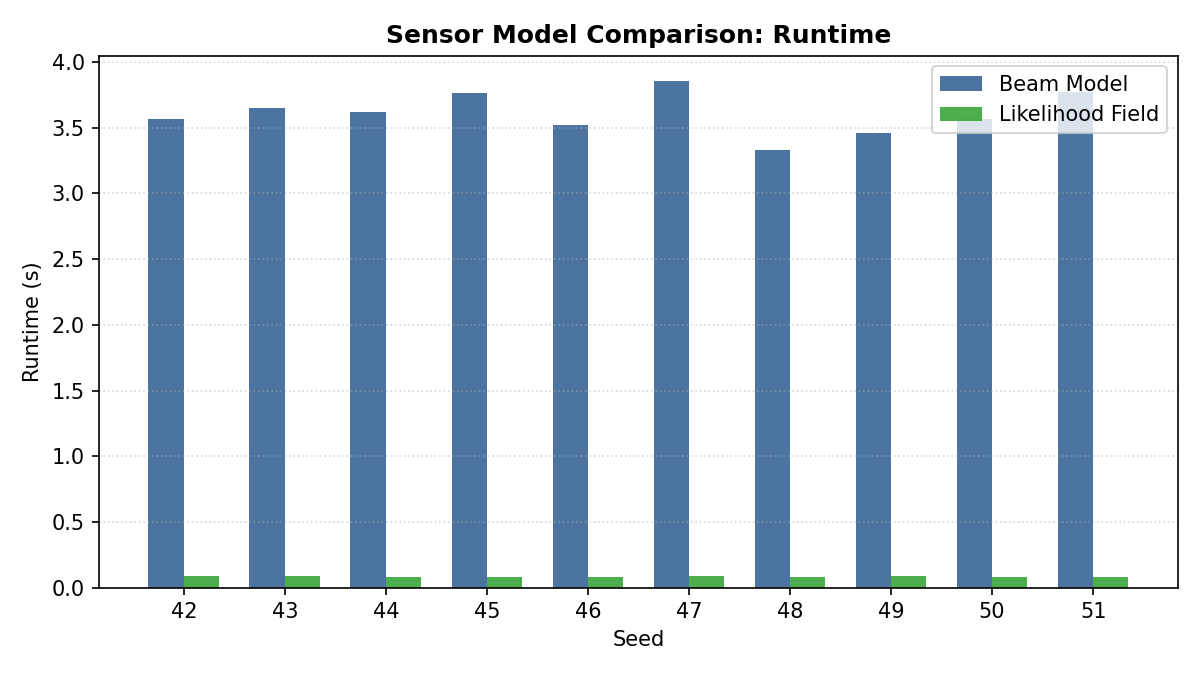 Sensor Model Comparison: Runtime
Beam Model
Likelihood Field
Runtime (s)
4.0
3.5
3.0
2.5
2.0
1.5
1.0
0.5
0.0
42 43 44 45 46 47 48 49 50 51
Seed